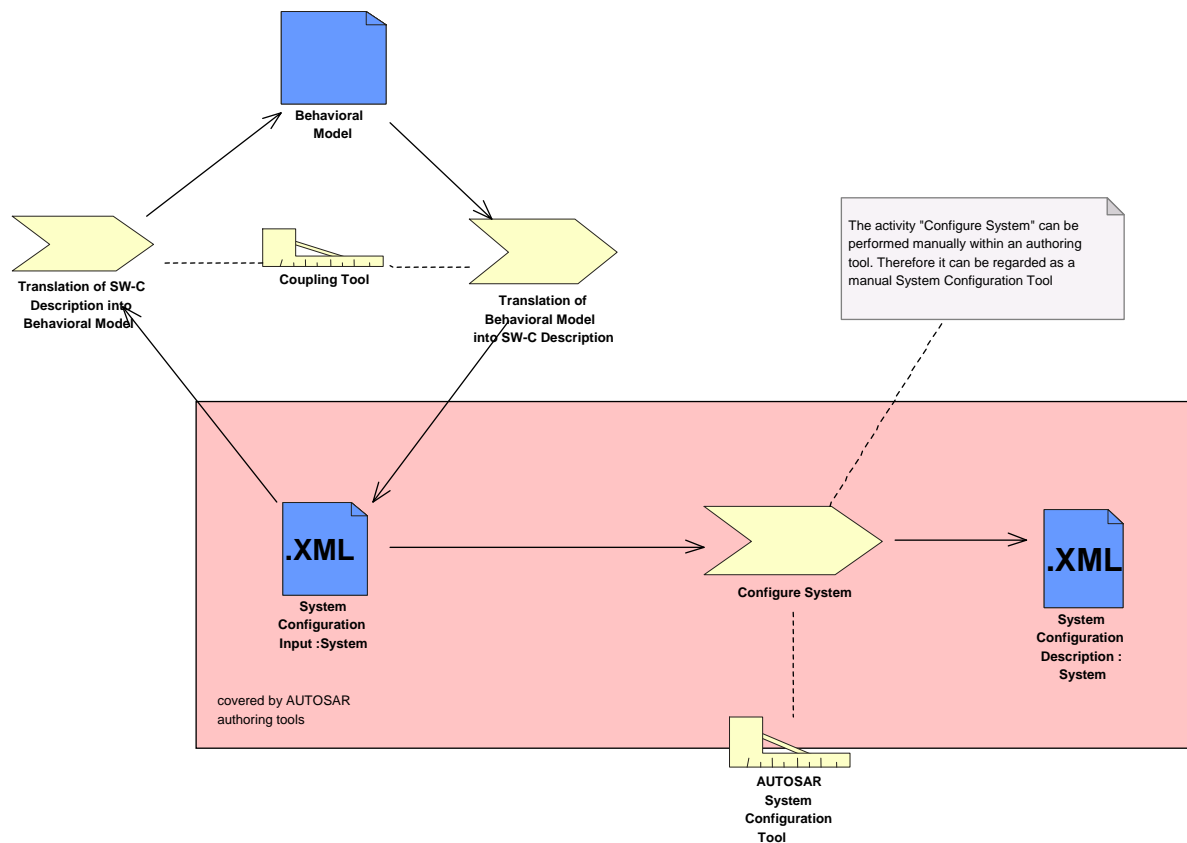 Behavioral
Model
Translation of SW-C
Description into
Behavioral Model
Coupling Tool
Translation of
Behavioral Model
into SW-C Description
The activity "Configure System" can be
performed manually within an authoring
tool. Therefore it can be regarded as a
manual System Configuration Tool
.XML
System
Configuration
Input :System
Configure System
.XML
System
Configuration
Description :
System
covered by AUTOSAR
authoring tools
AUTOSAR
System
Configuration
Tool